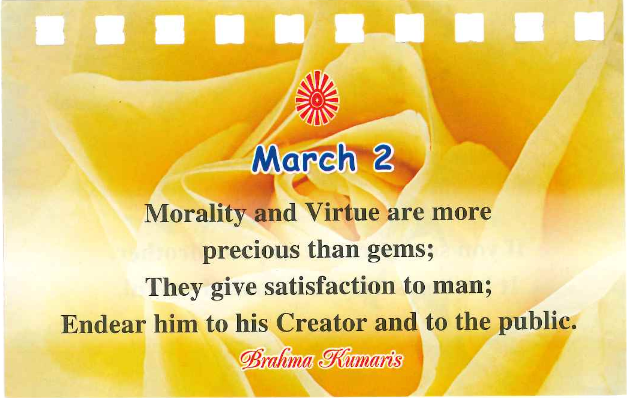 March 2
Morality and Virtue are more
precious than gems;
They give satisfaction to man;
Endear him to his Creator and to the public.
Brahma Kumaris